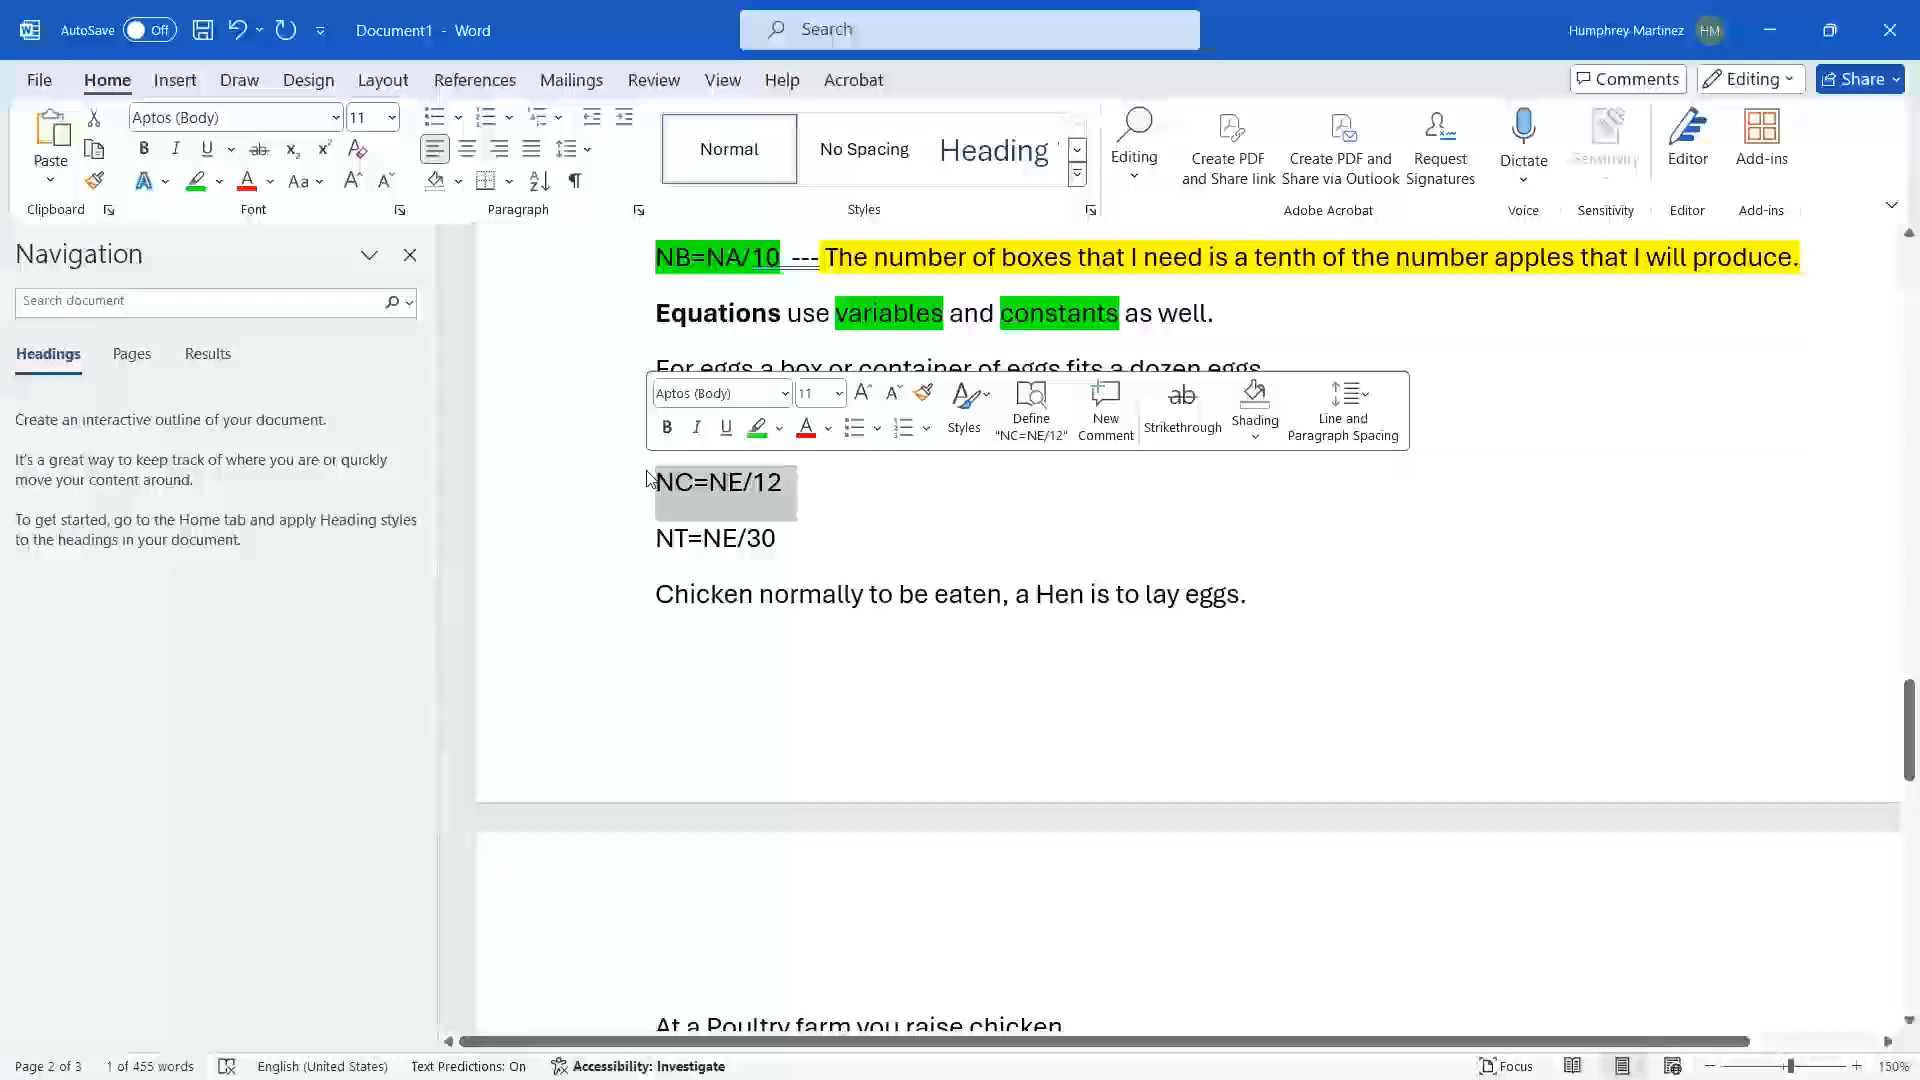 AutoSave Off Document1 - Word Search Humphrey Martinez HM
File Home Insert Draw Design Layout References Mailings Review View Help Acrobat Comments Editing Share
Paste
Clipboard
Aptos (Body) 11
Font
Paragraph
Normal No Spacing Heading
Styles
Editing
Create PDF and Share link
Create PDF and Share via Outlook
Request Signatures
Adobe Acrobat
Dictate
Voice
Sensitivity
Sensitivity
Editor
Editor
Add-ins
Add-ins
Navigation
Search document
Headings Pages Results
Create an interactive outline of your document.
It's a great way to keep track of where you are or quickly
move your content around.
To get started, go to the Home tab and apply Heading styles
to the headings in your document.
NB=NA/10 --- The number of boxes that I need is a tenth of the number apples that I will produce.
Equations use variables and constants as well.
For eggs a box or container of eggs fits a dozen eggs
Aptos (Body) 11
Styles
Define
"NC=NE/12"
New
Comment
Strikethrough
Shading
Line and
Paragraph Spacing
NC=NE/12
NT=NE/30
Chicken normally to be eaten, a Hen is to lay eggs.
At a Poultry farm you raise chicken
Page 2 of 3 1 of 455 words English (United States) Text Predictions: On Accessibility: Investigate Focus 150%